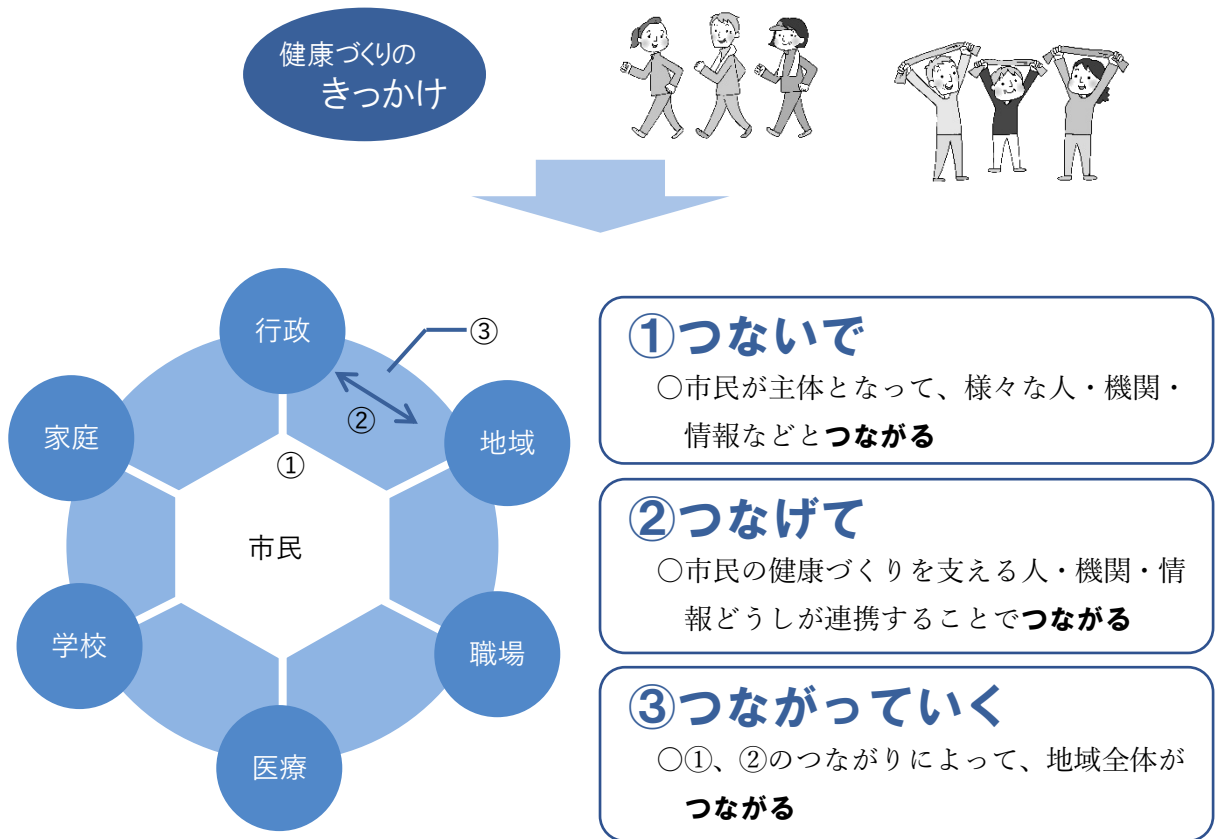 健康づくりの
きっかけ
行政
③
②
地域
家庭
①
市民
学校
職場
医療
①つないで
○市民が主体となって、様々な人・機関・
情報などとつながる
②つなげて
○市民の健康づくりを支える人・機関・情
報どうしが連携することでつながる
③つながっていく
○①、②のつながりによって、地域全体が
つながる